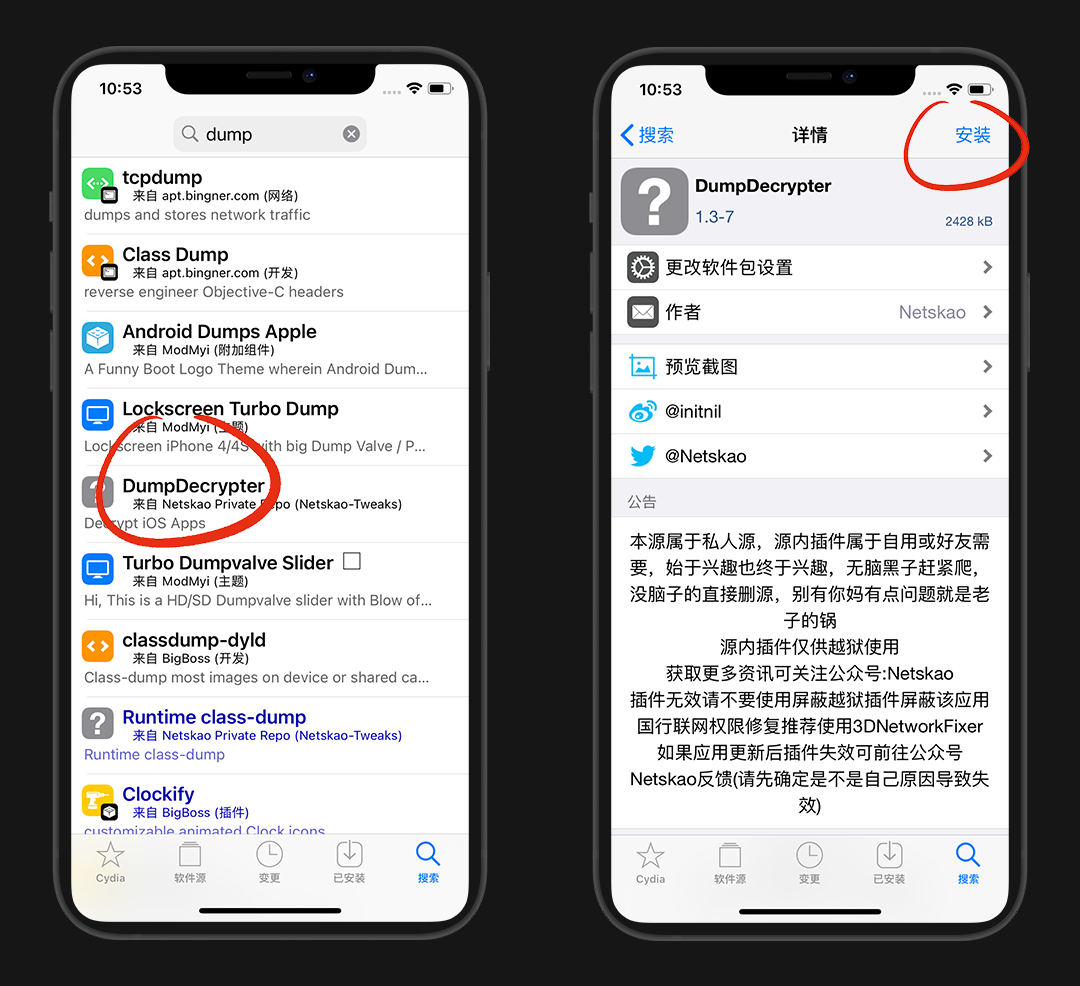 10:53
dump
tcpdump
来自 apt.bingner.com (网络)
dumps and stores network traffic
Class Dump
来自 apt.bingner.com (开发)
reverse engineer Objective-C headers
Android Dumps Apple
来自 ModMyi (附加组件)
A Funny Boot Logo Theme wherein Android Dum...
Lockscreen Turbo Dump
来自 ModMyi (主题)
Lockscreen iPhone 4/4S with big Dump Valve / P...
DumpDecrypter
来自 Netskao Private Repo (Netskao-Tweaks)
Decrypt iOS Apps
Turbo Dumpvalve Slider
来自 ModMyi (主题)
Hi, This is a HD/SD Dumpvalve slider with Blow of...
classdump-dyld
来自 BigBoss (开发)
Class-dump most images on device or shared ca...
Runtime class-dump
来自 Netskao Private Repo (Netskao-Tweaks)
Runtime class-dump
Clockify
来自 BigBoss (插件)
customizable animated Clock icons
Cydia
软件源
变更
已安装
搜索
10:53
搜索
详情
安装
DumpDecrypter
1.3-7
2428 kB
更改软件包设置
作者
Netskao
预览截图
@initnil
@Netskao
公告
本源属于私人源，源内插件属于自用或好友需
要，始于兴趣也终于兴趣，无脑黑子赶紧爬，
没脑子的直接删源，别有你妈有点问题就是老
子的锅
源内插件仅供越狱使用
获取更多资讯可关注公众号:Netskao
插件无效请不要使用屏蔽越狱插件屏蔽该应用
国行联网权限修复推荐使用3DNetworkFixer
如果应用更新后插件失效可前往公众号
Netskao反馈(请先确定是不是自己原因导致失
效)
Cydia
软件源
变更
已安装
搜索